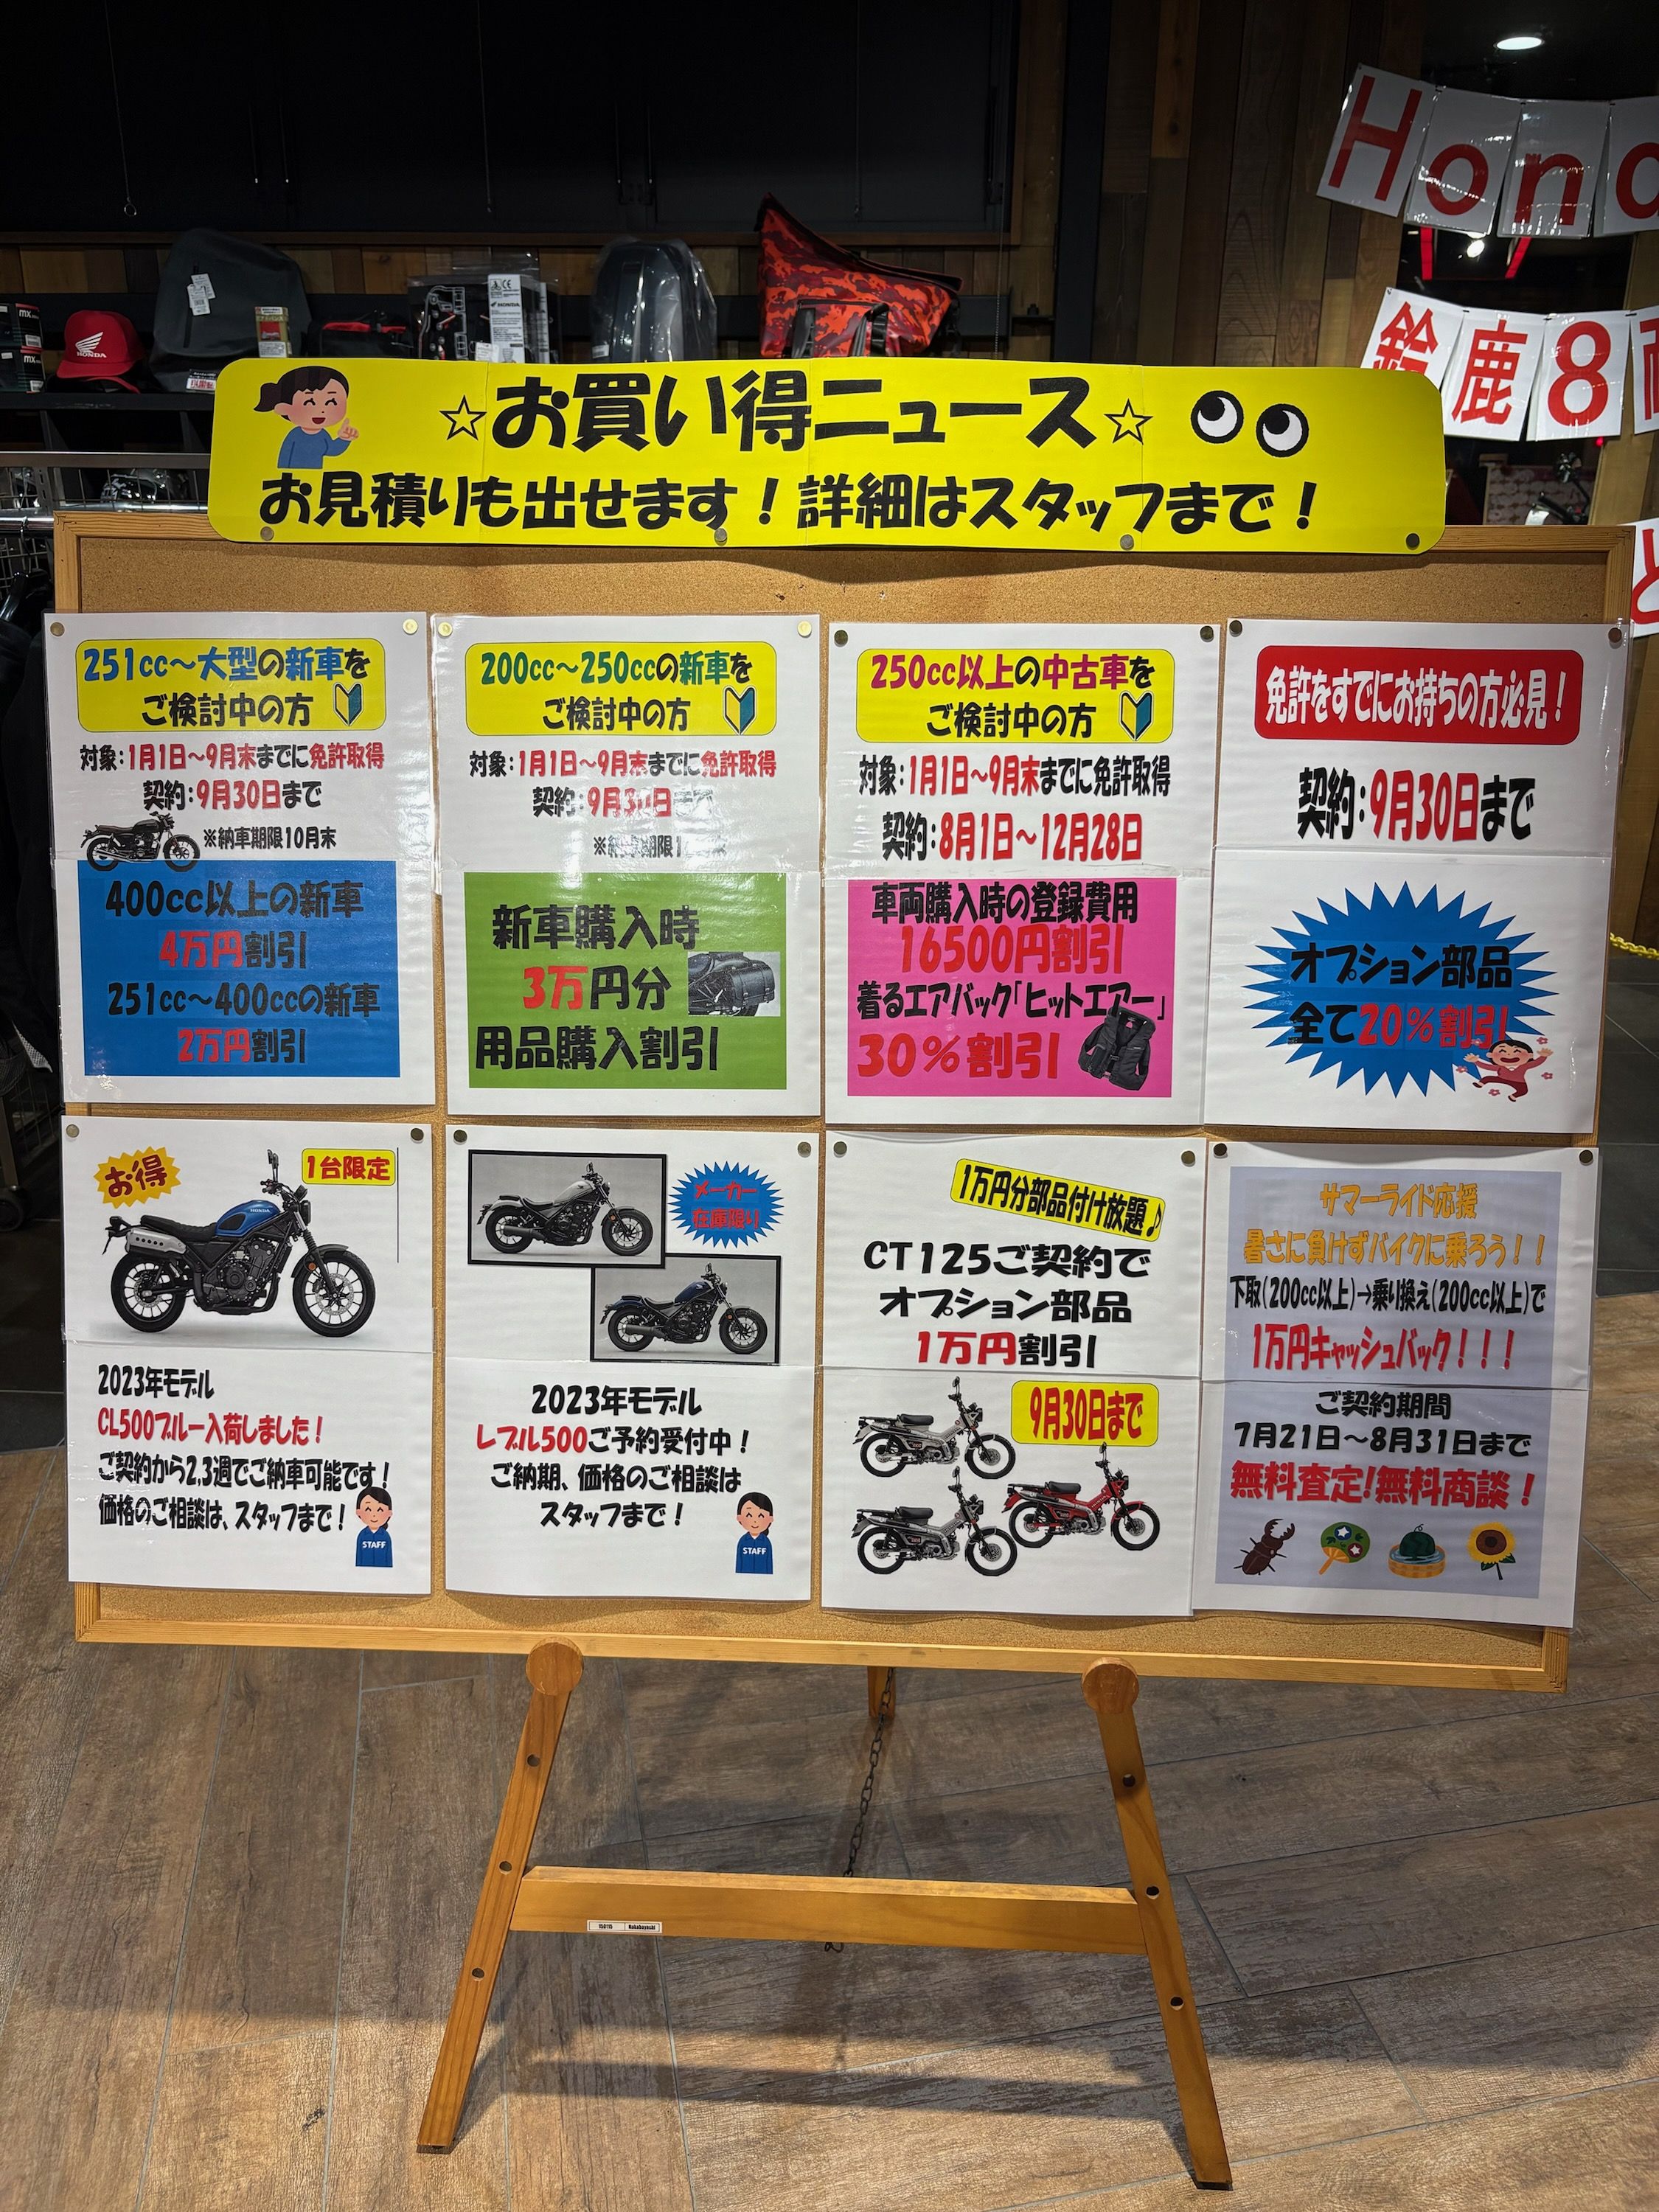 Hon
鈴鹿8
☆お買い得ニュース☆
お見積りも出せます！詳細はスタッフまで！
251cc～大型の新車を
ご検討中の方
対象：1月1日～9月末までに免許取得
契約：9月30日まで
※納車期限10月末
400cc以上の新車
4万円割引
251cc～400ccの新車
2万円割引
200cc～250ccの新車を
ご検討中の方
対象：1月1日～9月末までに免許取得
契約：9月30日まで
新車購入時
3万円分
用品購入割引
250cc以上の中古車を
ご検討中の方
対象：1月1日～9月末までに免許取得
契約：8月1日～12月28日
車両購入時の登録費用
16500円割引
着るエアバック「ヒットエアー」
30％割引
免許をすでにお持ちの方必見！
契約：9月30日まで
オプション部品
全て20％割引
お得
1台限定
HONDA
2023年モデル
CL500ブルー入荷しました！
ご契約から2,3週でご納車可能です！
価格のご相談は、スタッフまで！
STAFF
メーカー
在庫限り
2023年モデル
レブル500ご予約受付中！
ご納期、価格のご相談は
スタッフまで！
STAFF
1万円分部品付け放題♪
CT125ご契約で
オプション部品
1万円割引
9月30日まで
サマーライド応援
暑さに負けずバイクに乗ろう！！
下取(200cc以上)→乗り換え(200cc以上)で
1万円キャッシュバック！！！
ご契約期間
7月21日～8月31日まで
無料査定!無料商談！
HONDA
HONDA
mx
mx
150115 Nakabayashi